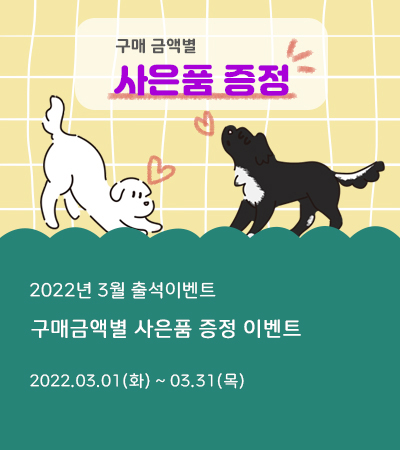 구매 금액별
사은품 증정
2022년 3월 출석이벤트
구매금액별 사은품 증정 이벤트
2022.03.01(화) ~ 03.31(목)